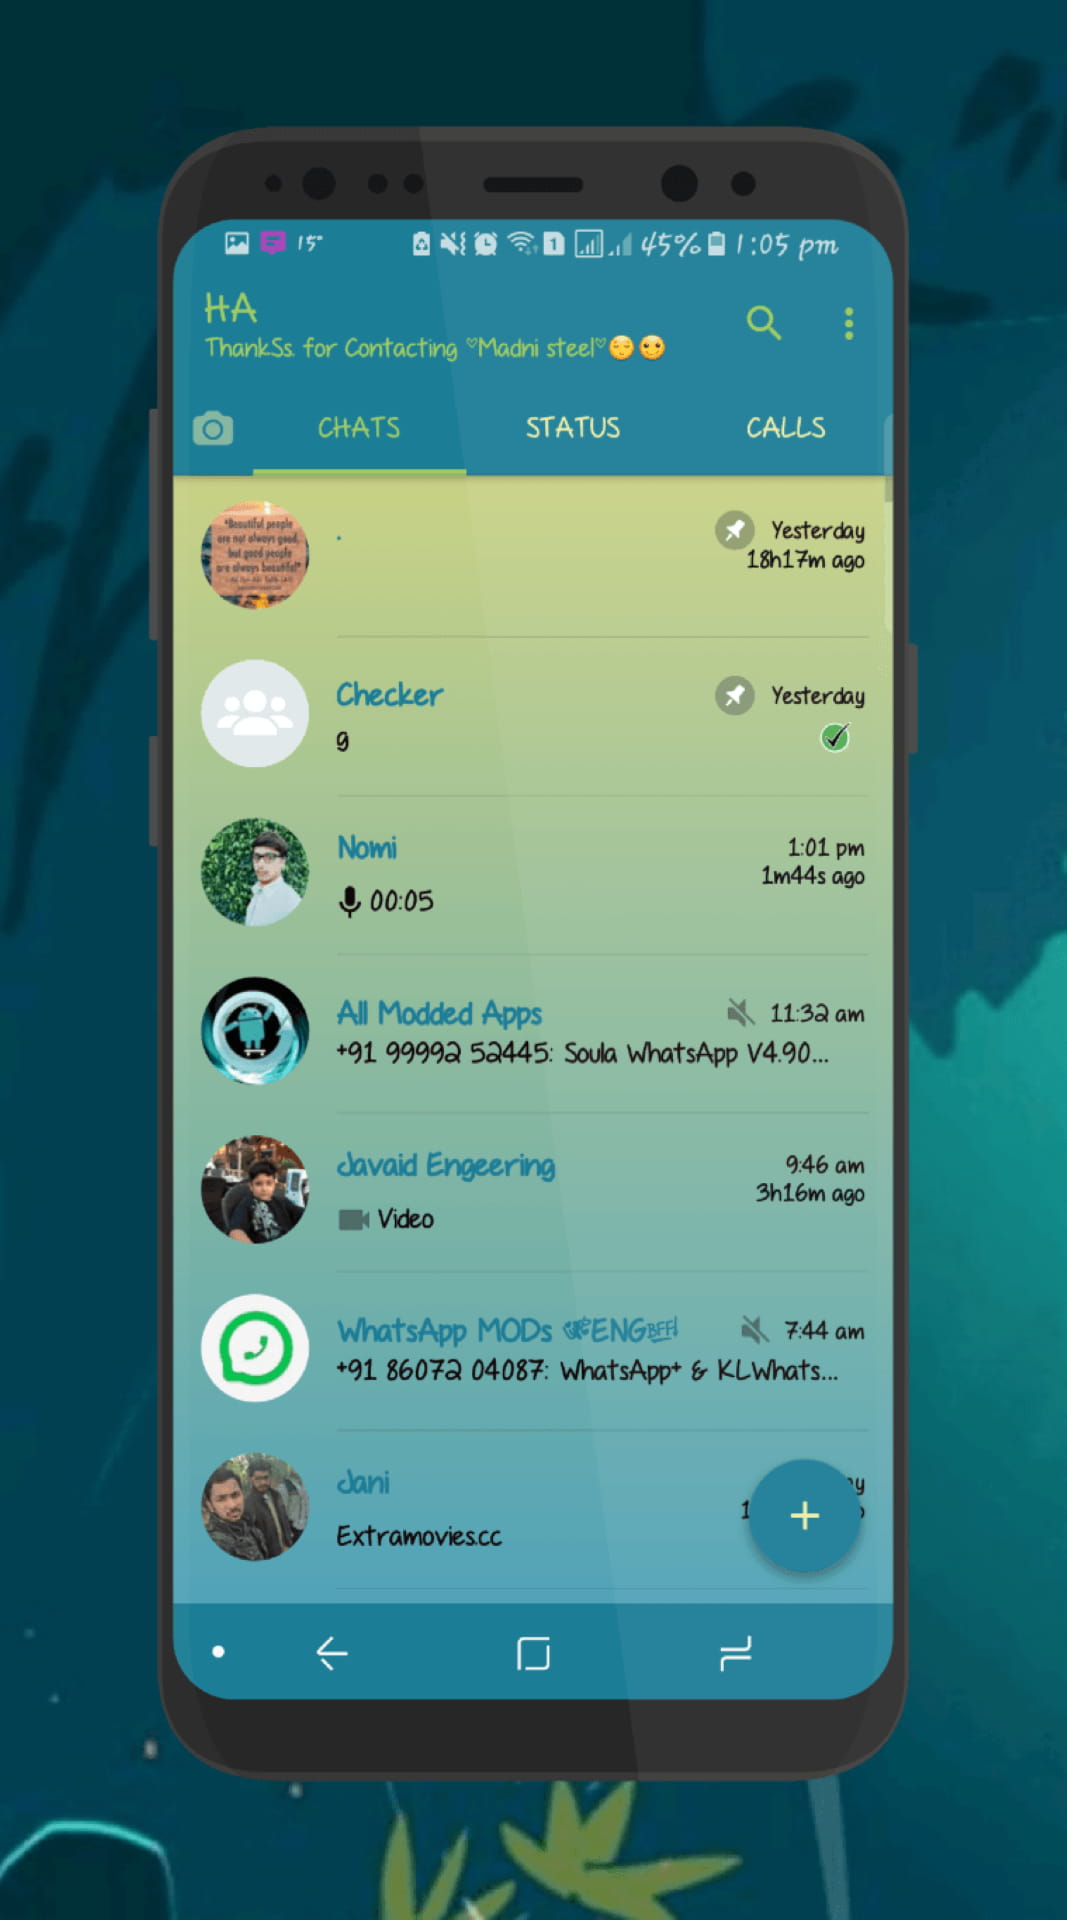 15°
1
45%
1:05 pm
HA
ThankSs for Contacting ♡Madni steel♡😌🙂
CHATS
STATUS
CALLS
"Beautiful people
are not always good,
but good people
are always beautiful"
.
Yesterday
18h17m ago
Checker
Yesterday
g
Nomi
1:01 pm
1m44s ago
00:05
All Modded Apps
11:32 am
+91 99992 52445: Soula WhatsApp V4.90...
Javaid Engeering
9:46 am
3h16m ago
Video
WhatsApp MODs ENG
7:44 am
+91 86072 04087: WhatsApp+ & KLWhats...
Jani
Extramovies.cc
+